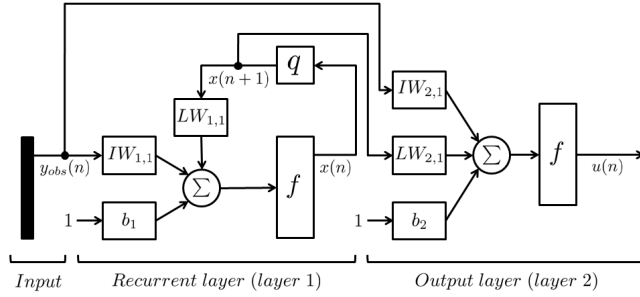 x(n+1)
q
LW1,1
IW2,1
yobs(n)
IW1,1
∑
f
x(n)
LW2,1
∑
f
u(n)
1
b1
1
b2
Input
Recurrent layer (layer 1)
Output layer (layer 2)